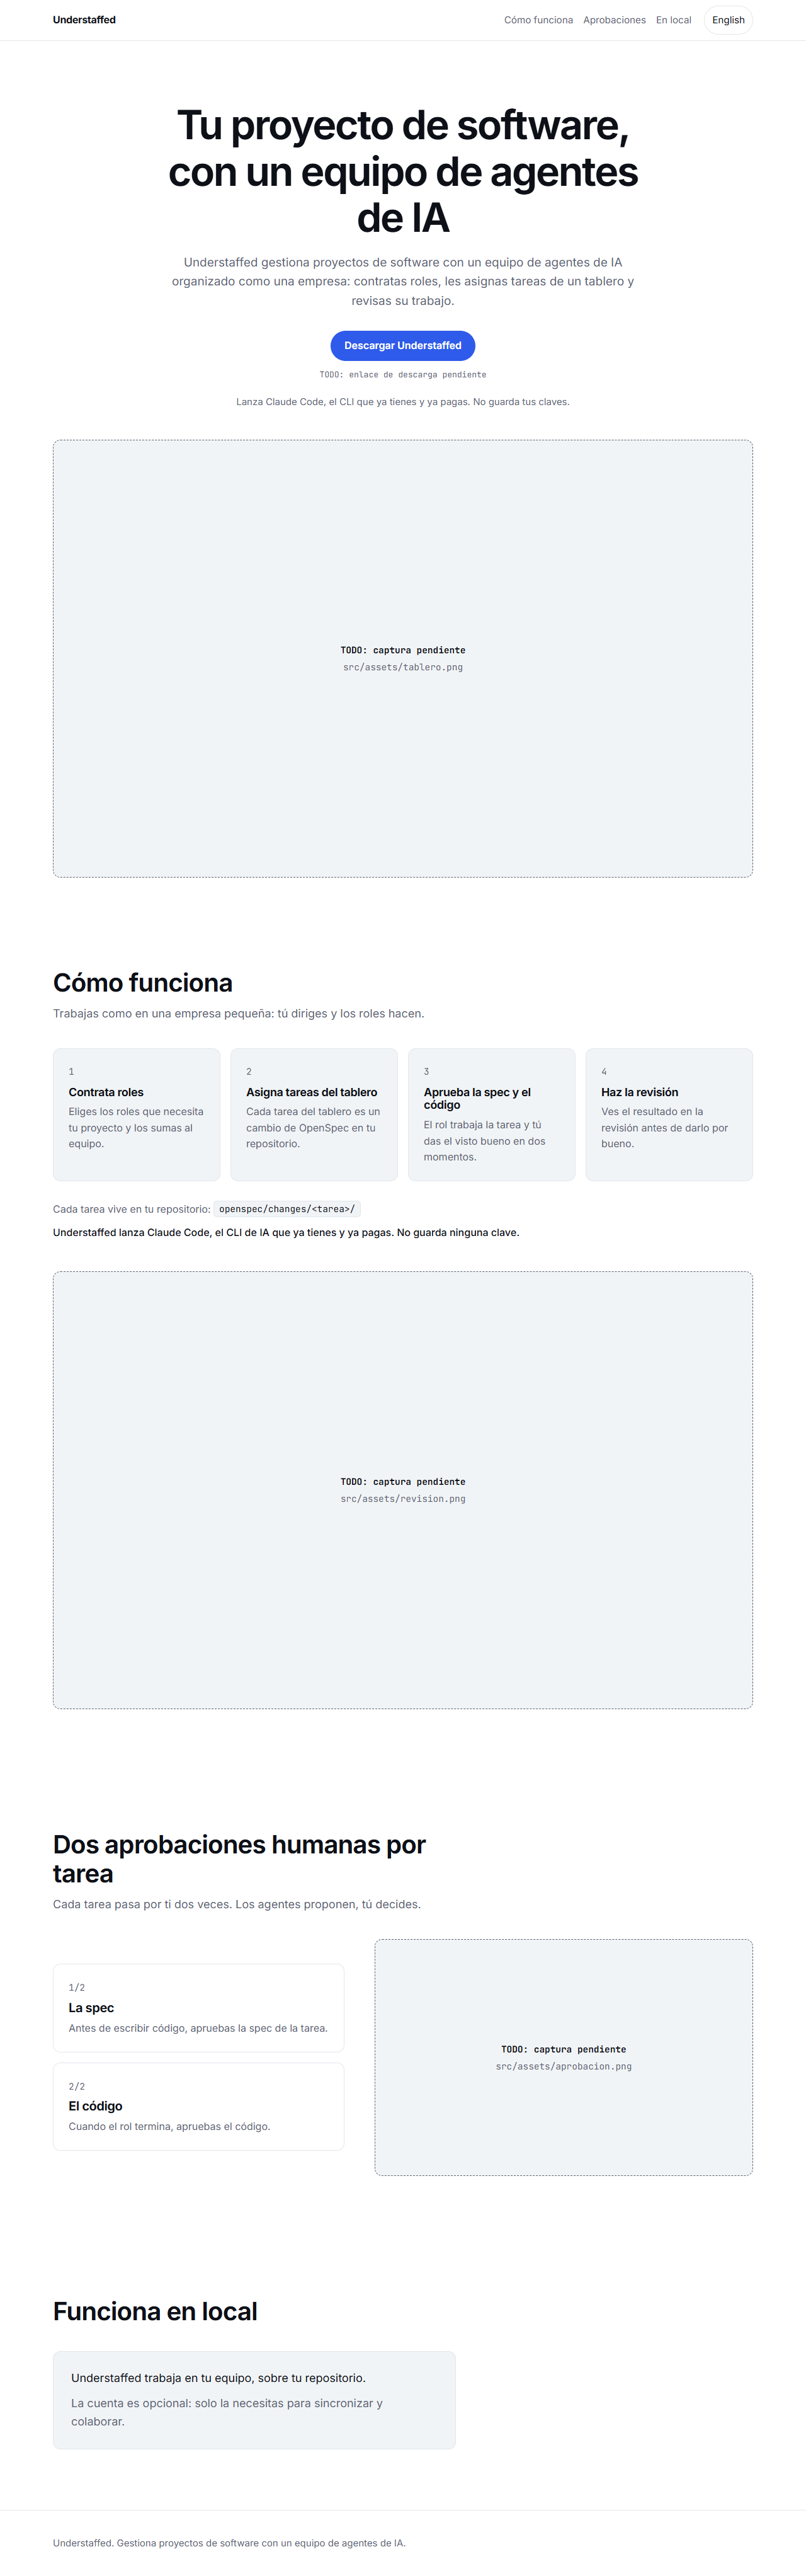 Understaffed
Cómo funciona
Aprobaciones
En local
English
Tu proyecto de software,
con un equipo de agentes
de IA
Understaffed gestiona proyectos de software con un equipo de agentes de IA
organizado como una empresa: contratas roles, les asignas tareas de un tablero y
revisas su trabajo.
Descargar Understaffed
TODO: enlace de descarga pendiente
Lanza Claude Code, el CLI que ya tienes y ya pagas. No guarda tus claves.
TODO: captura pendiente
src/assets/tablero.png
Cómo funciona
Trabajas como en una empresa pequeña: tú diriges y los roles hacen.
1
Contrata roles
Eliges los roles que necesita
tu proyecto y los sumas al
equipo.
2
Asigna tareas del tablero
Cada tarea del tablero es un
cambio de OpenSpec en tu
repositorio.
3
Aprueba la spec y el
código
El rol trabaja la tarea y tú
das el visto bueno en dos
momentos.
4
Haz la revisión
Ves el resultado en la
revisión antes de darlo por
bueno.
Cada tarea vive en tu repositorio: openspec/changes/<tarea>/
Understaffed lanza Claude Code, el CLI de IA que ya tienes y ya pagas. No guarda ninguna clave.
TODO: captura pendiente
src/assets/revision.png
Dos aprobaciones humanas por
tarea
Cada tarea pasa por ti dos veces. Los agentes proponen, tú decides.
1/2
La spec
Antes de escribir código, apruebas la spec de la tarea.
2/2
El código
Cuando el rol termina, apruebas el código.
TODO: captura pendiente
src/assets/aprobacion.png
Funciona en local
Understaffed trabaja en tu equipo, sobre tu repositorio.
La cuenta es opcional: solo la necesitas para sincronizar y
colaborar.
Understaffed. Gestiona proyectos de software con un equipo de agentes de IA.